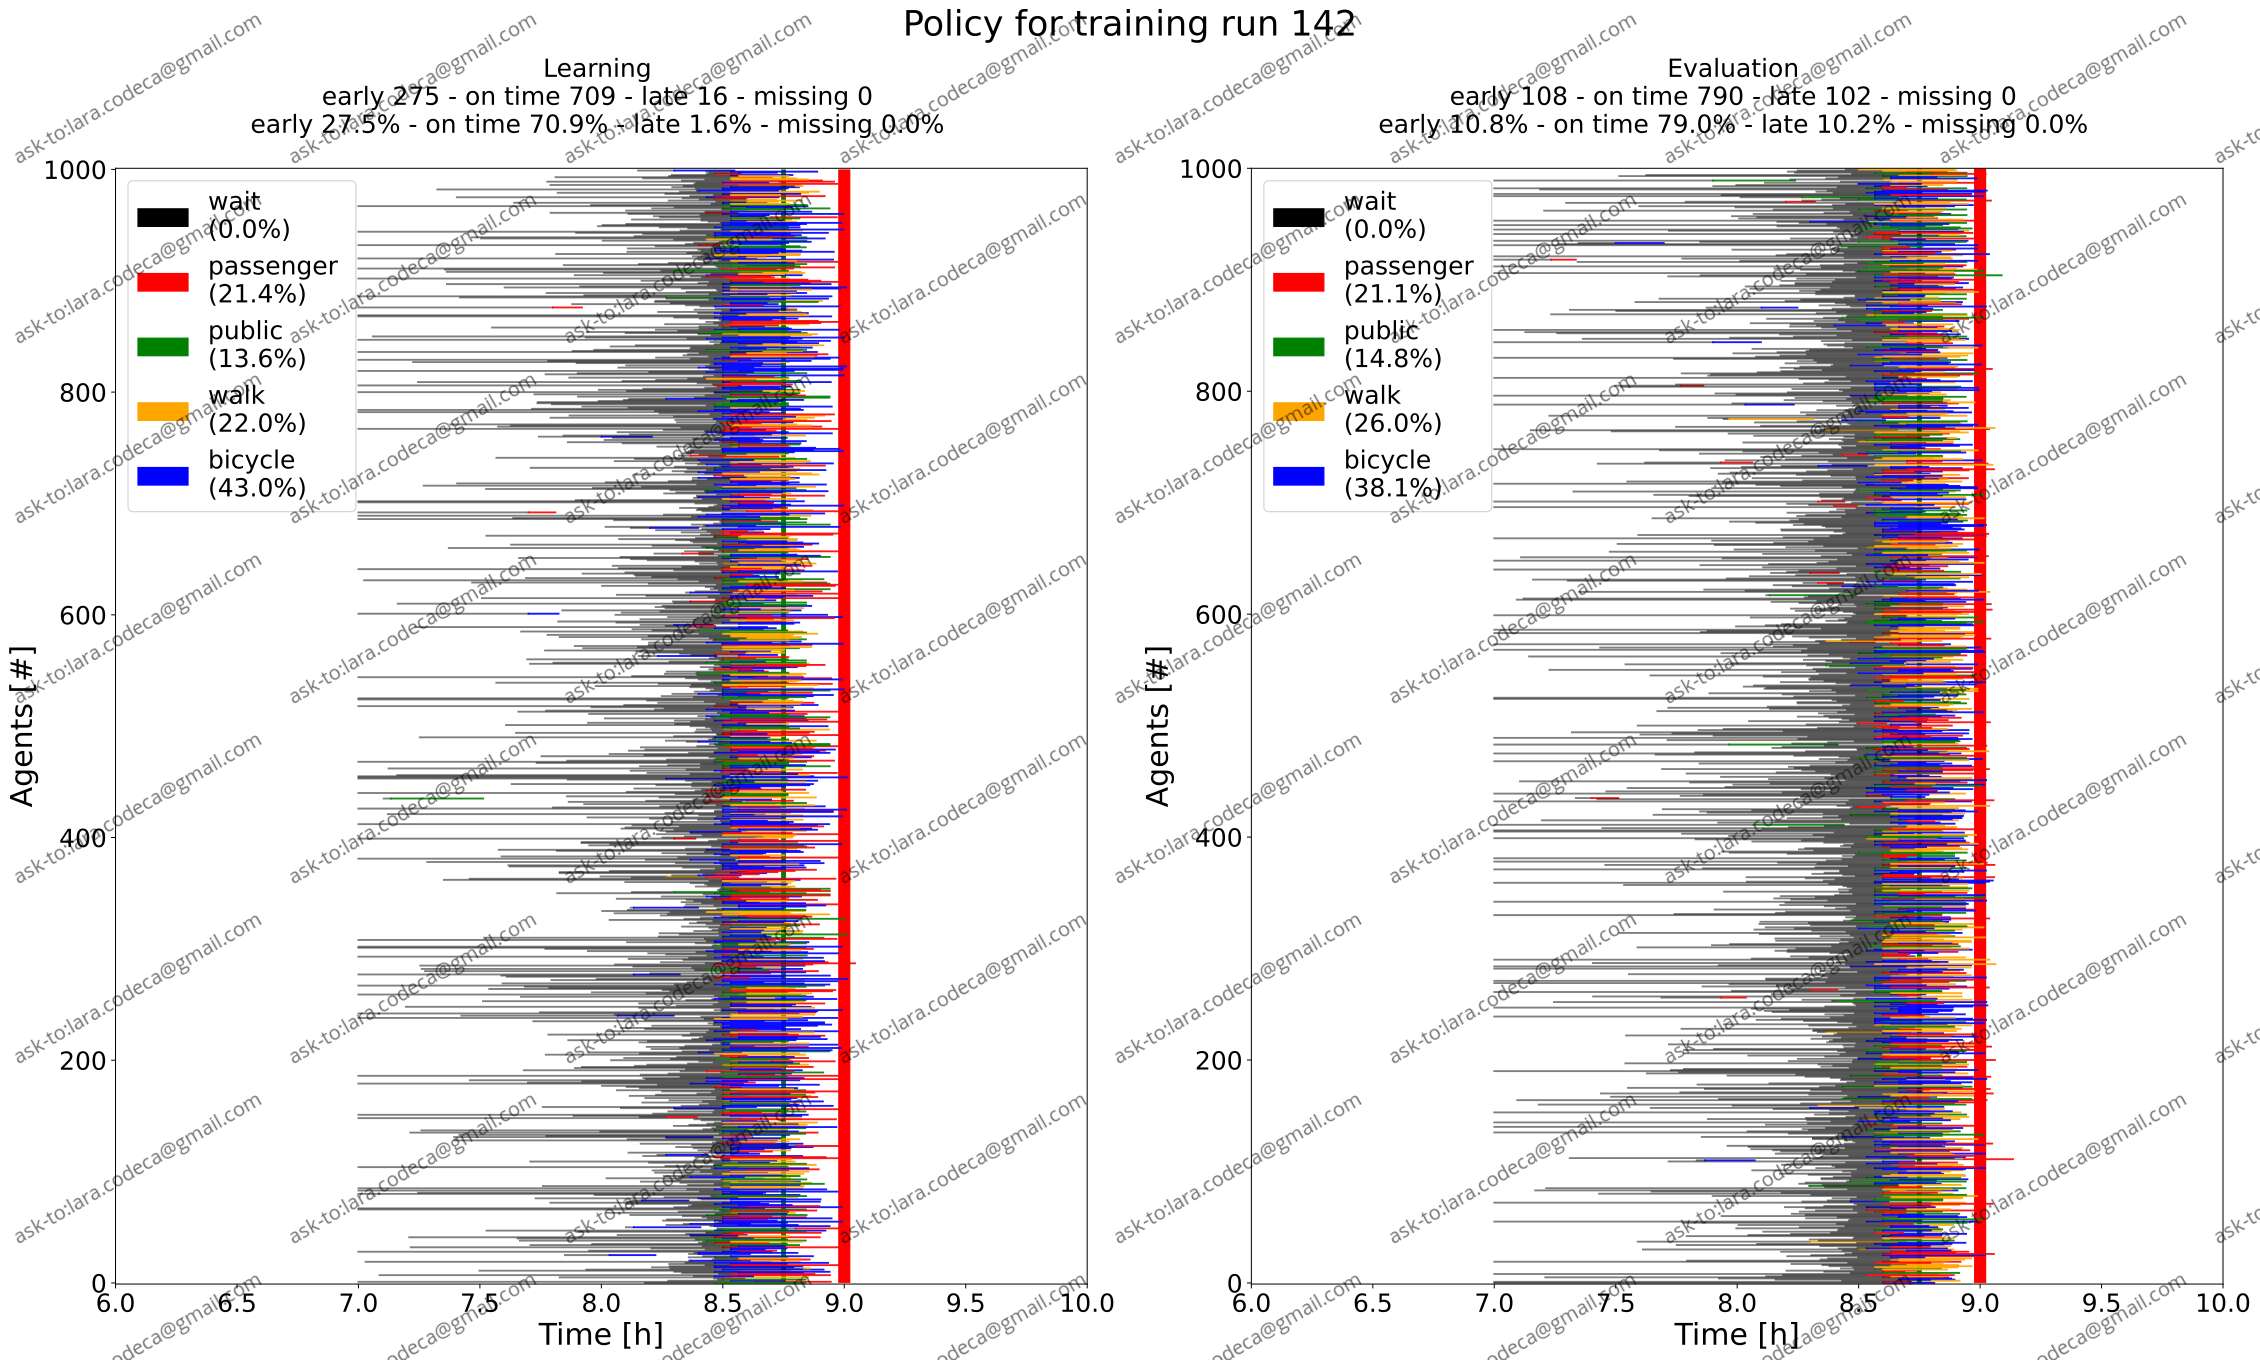 Policy for training run 142
Learning
early 275 - on time 709 - late 16 - missing 0
early 27.5% - on time 70.9% - late 1.6% - missing 0.0%
1000
800
600
400
200
0
Agents [#]
wait
(0.0%)
passenger
(21.4%)
public
(13.6%)
walk
(22.0%)
bicycle
(43.0%)
6.0 6.5 7.0 7.5 8.0 8.5 9.0 9.5 10.0
Time [h]
Evaluation
early 108 - on time 790 - late 102 - missing 0
early 10.8% - on time 79.0% - late 10.2% - missing 0.0%
1000
800
600
400
200
0
Agents [#]
wait
(0.0%)
passenger
(21.1%)
public
(14.8%)
walk
(26.0%)
bicycle
(38.1%)
6.0 6.5 7.0 7.5 8.0 8.5 9.0 9.5 10.0
Time [h]
ask-to:lara.codeca@gmail.com